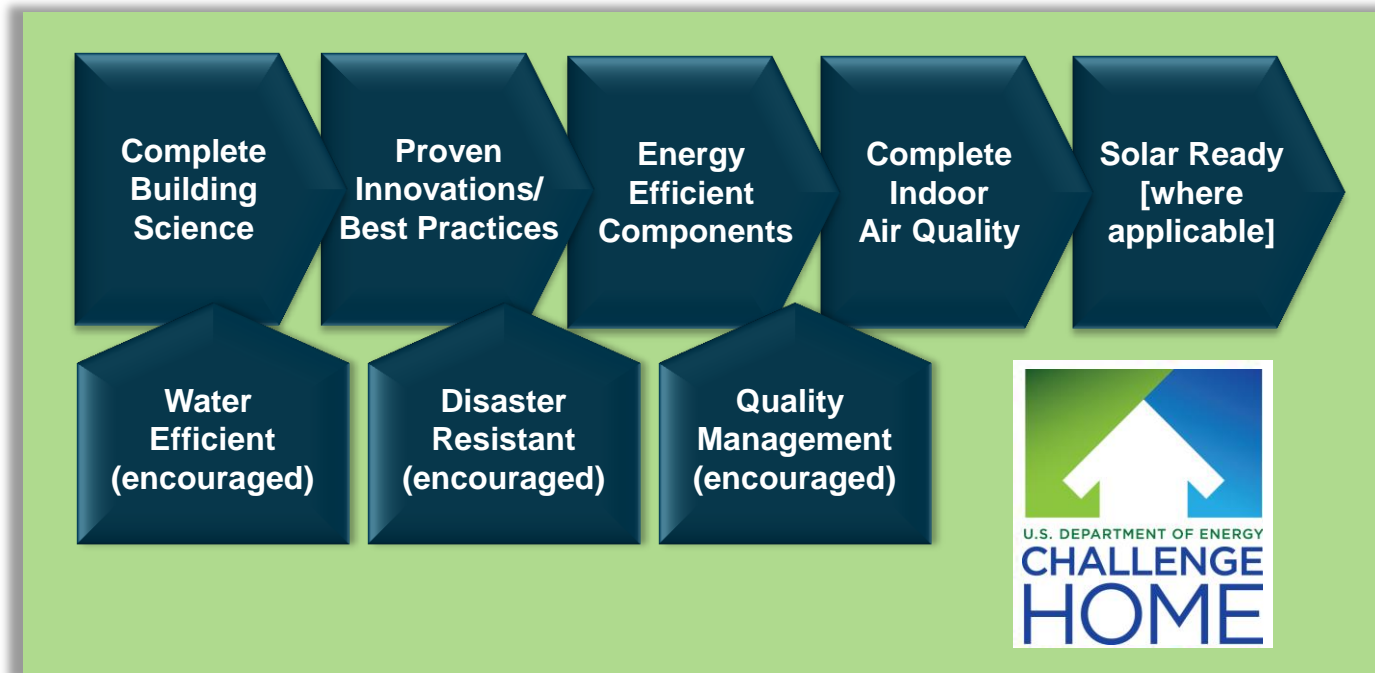 Complete
Building
Science
Proven
Innovations/
Best Practices
Energy
Efficient
Components
Complete
Indoor
Air Quality
Solar Ready
[where
applicable]
Water
Efficient
(encouraged)
Disaster
Resistant
(encouraged)
Quality
Management
(encouraged)
U.S. DEPARTMENT OF ENERGY
CHALLENGE
HOME